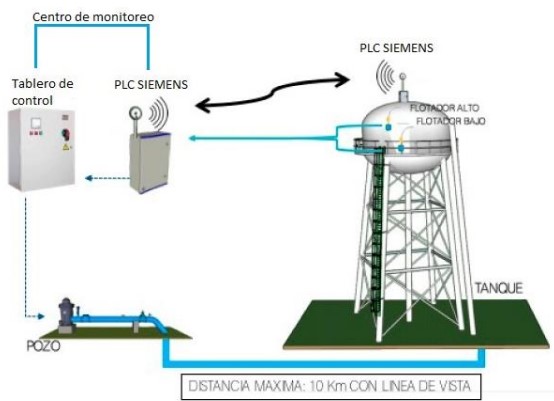 Centro de monitoreo
PLC SIEMENS
Tablero de
control
PLC SIEMENS
FLOTADOR ALTO
FLOTADOR BAJO
TANQUE
POZO
DISTANCIA MAXIMA: 10 Km CON LINEA DE VISTA